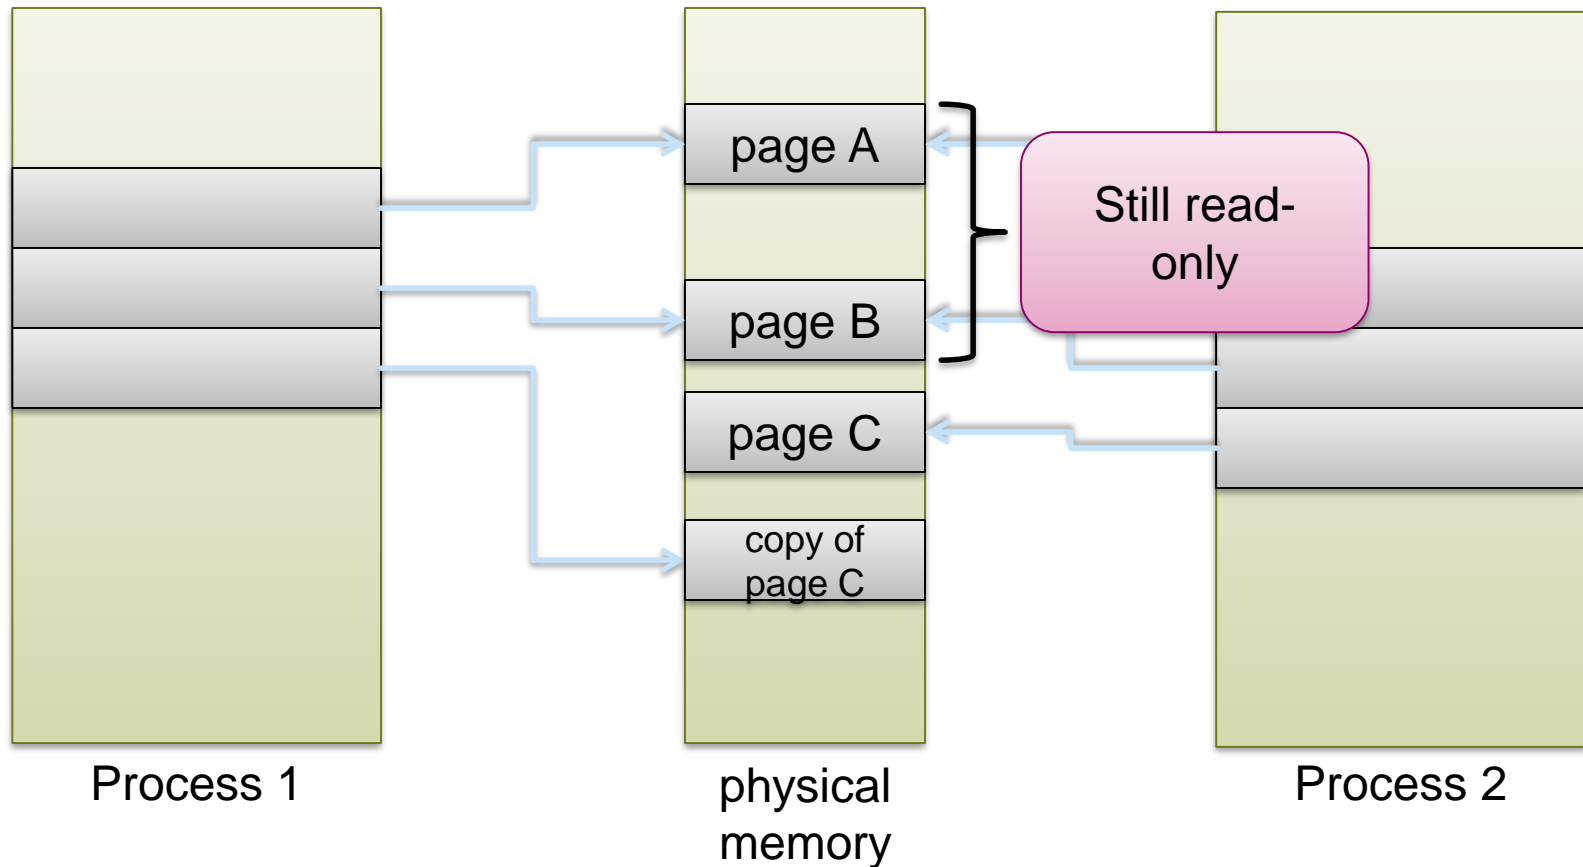 page A
Still read-
only
page B
page C
copy of
page C
Process 1
physical
memory
Process 2